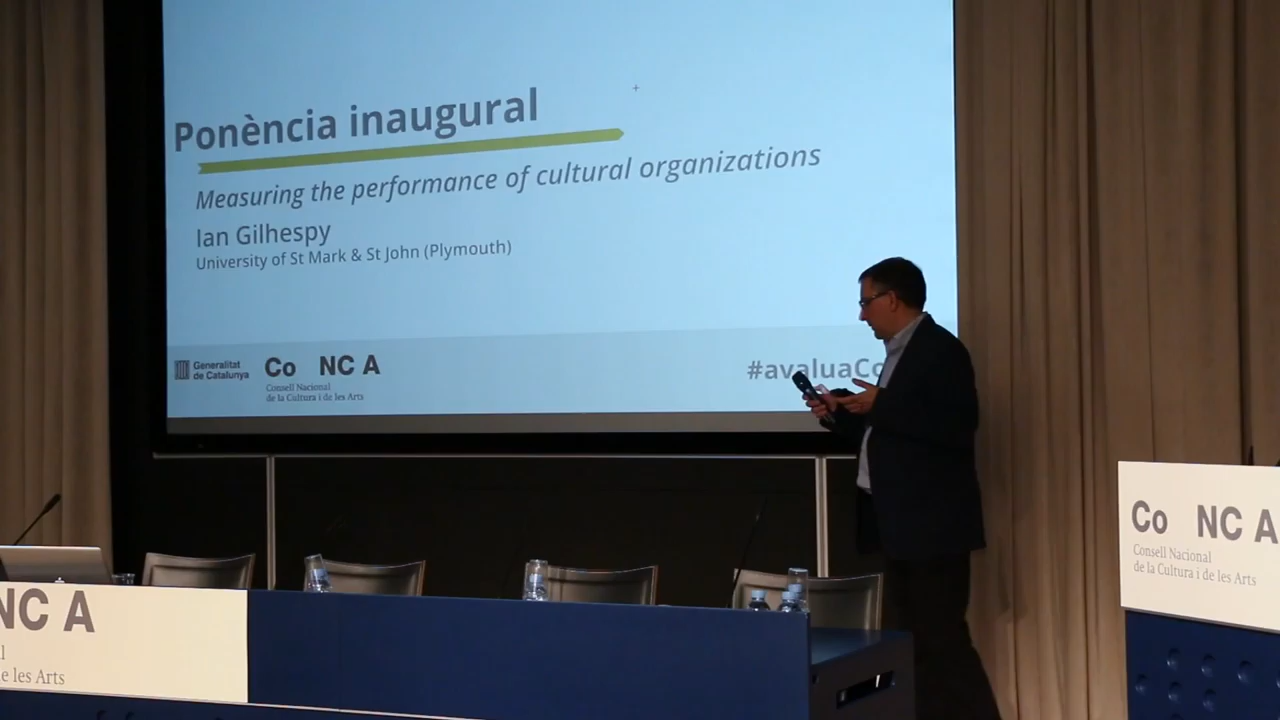 Ponència inaugural
Measuring the performance of cultural organizations
Ian Gilhespy
University of St Mark & St John (Plymouth)
Generalitat
de Catalunya
Co NC A
Consell Nacional
de la Cultura i de les Arts
#avaluaCo
NC A
e les Arts
Co NC A
Consell Nacional
de la Cultura i de les Arts